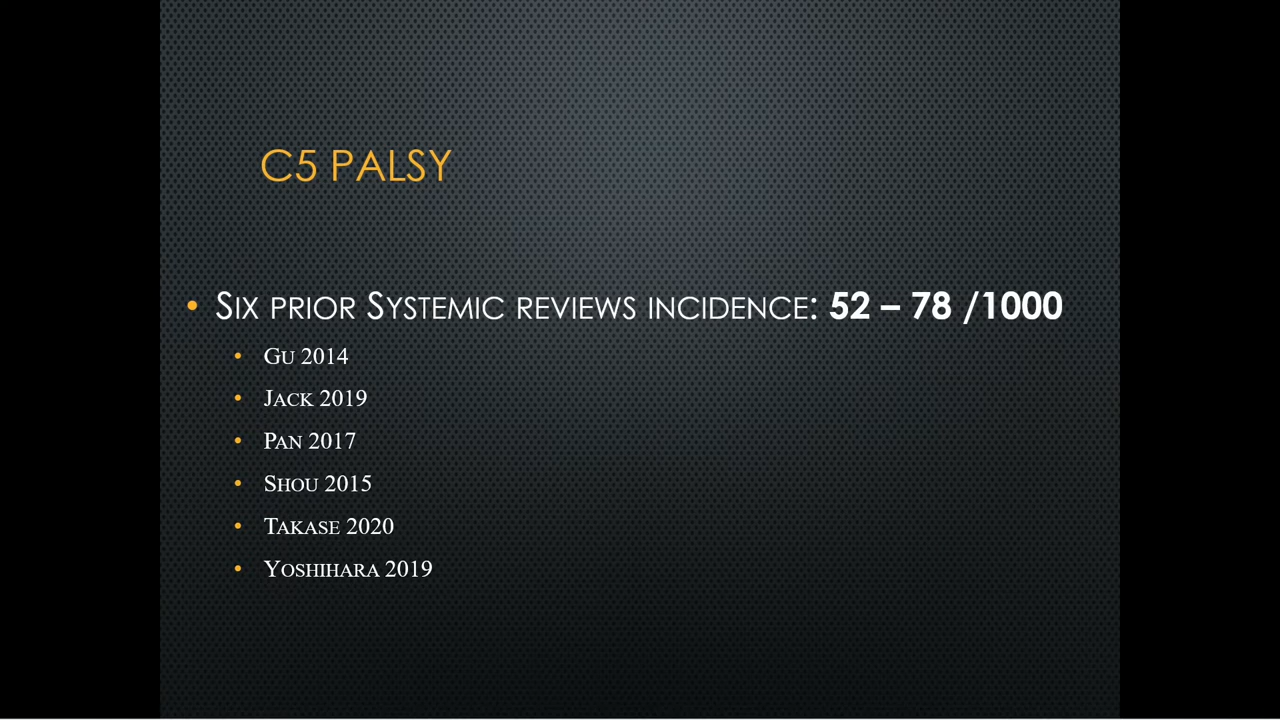 C5 PALSY
• SIX PRIOR SYSTEMIC REVIEWS INCIDENCE: 52 – 78 /1000
• GU 2014
• JACK 2019
• PAN 2017
• SHOU 2015
• TAKASE 2020
• YOSHIHARA 2019